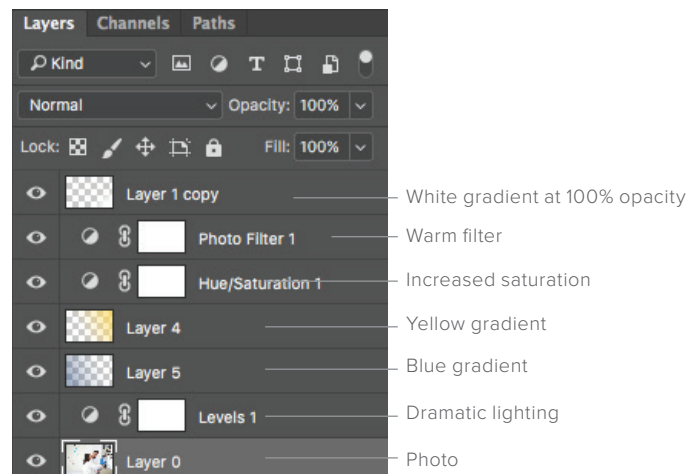 Layers Channels Paths
Kind
Normal Opacity: 100%
Lock: Fill: 100%
Layer 1 copy White gradient at 100% opacity
Photo Filter 1 Warm filter
Hue/Saturation 1 Increased saturation
Layer 4 Yellow gradient
Layer 5 Blue gradient
Levels 1 Dramatic lighting
Layer 0 Photo